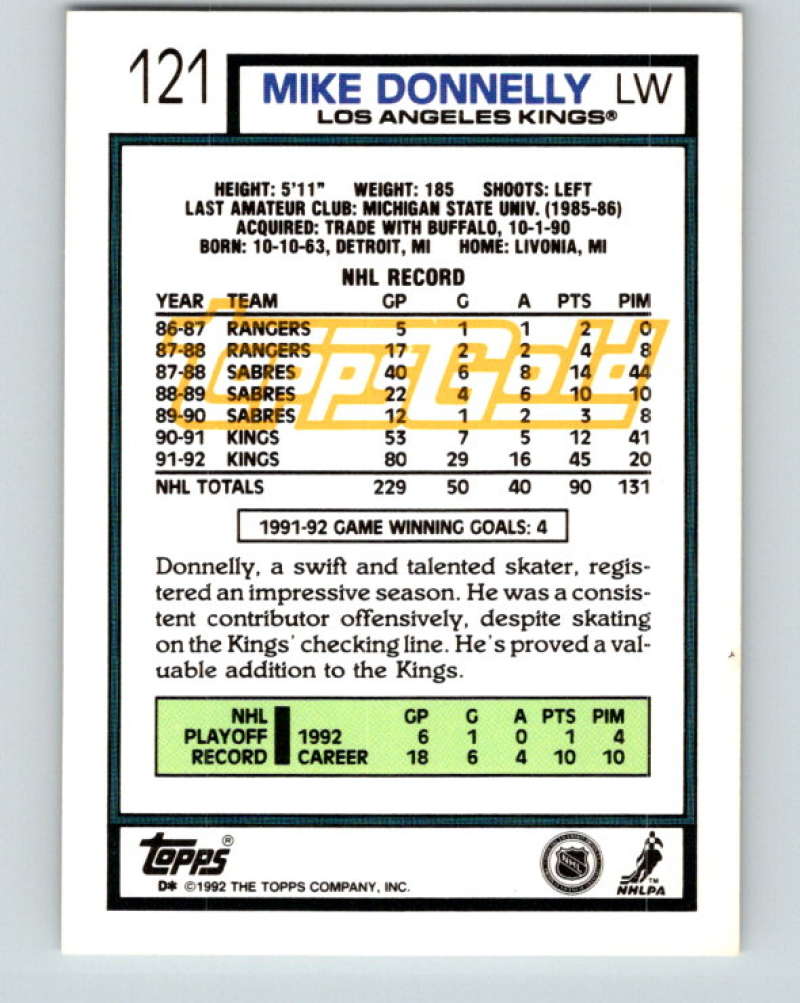 121 MIKE DONNELLY LW
LOS ANGELES KINGS®
HEIGHT: 5'11" WEIGHT: 185 SHOOTS: LEFT
LAST AMATEUR CLUB: MICHIGAN STATE UNIV. (1985-86)
ACQUIRED: TRADE WITH BUFFALO, 10-1-90
BORN: 10-10-63, DETROIT, MI HOME: LIVONIA, MI
NHL RECORD
YEAR TEAM GP G A PTS PIM
86-87 RANGERS 5 1 1 2 0
87-88 RANGERS 17 2 2 4 8
87-88 SABRES 40 6 8 14 44
88-89 SABRES 22 4 6 10 10
89-90 SABRES 12 1 2 3 8
90-91 KINGS 53 7 5 12 41
91-92 KINGS 80 29 16 45 20
NHL TOTALS 229 50 40 90 131
ToppsGold
1991-92 GAME WINNING GOALS: 4
Donnelly, a swift and talented skater, regis-
tered an impressive season. He was a consis-
tent contributor offensively, despite skating
on the Kings' checking line. He's proved a val-
uable addition to the Kings.
NHL GP G A PTS PIM
PLAYOFF 1992 6 1 0 1 4
RECORD CAREER 18 6 4 10 10
TOPPS®
D* ©1992 THE TOPPS COMPANY, INC.
NHL
NHLPA™